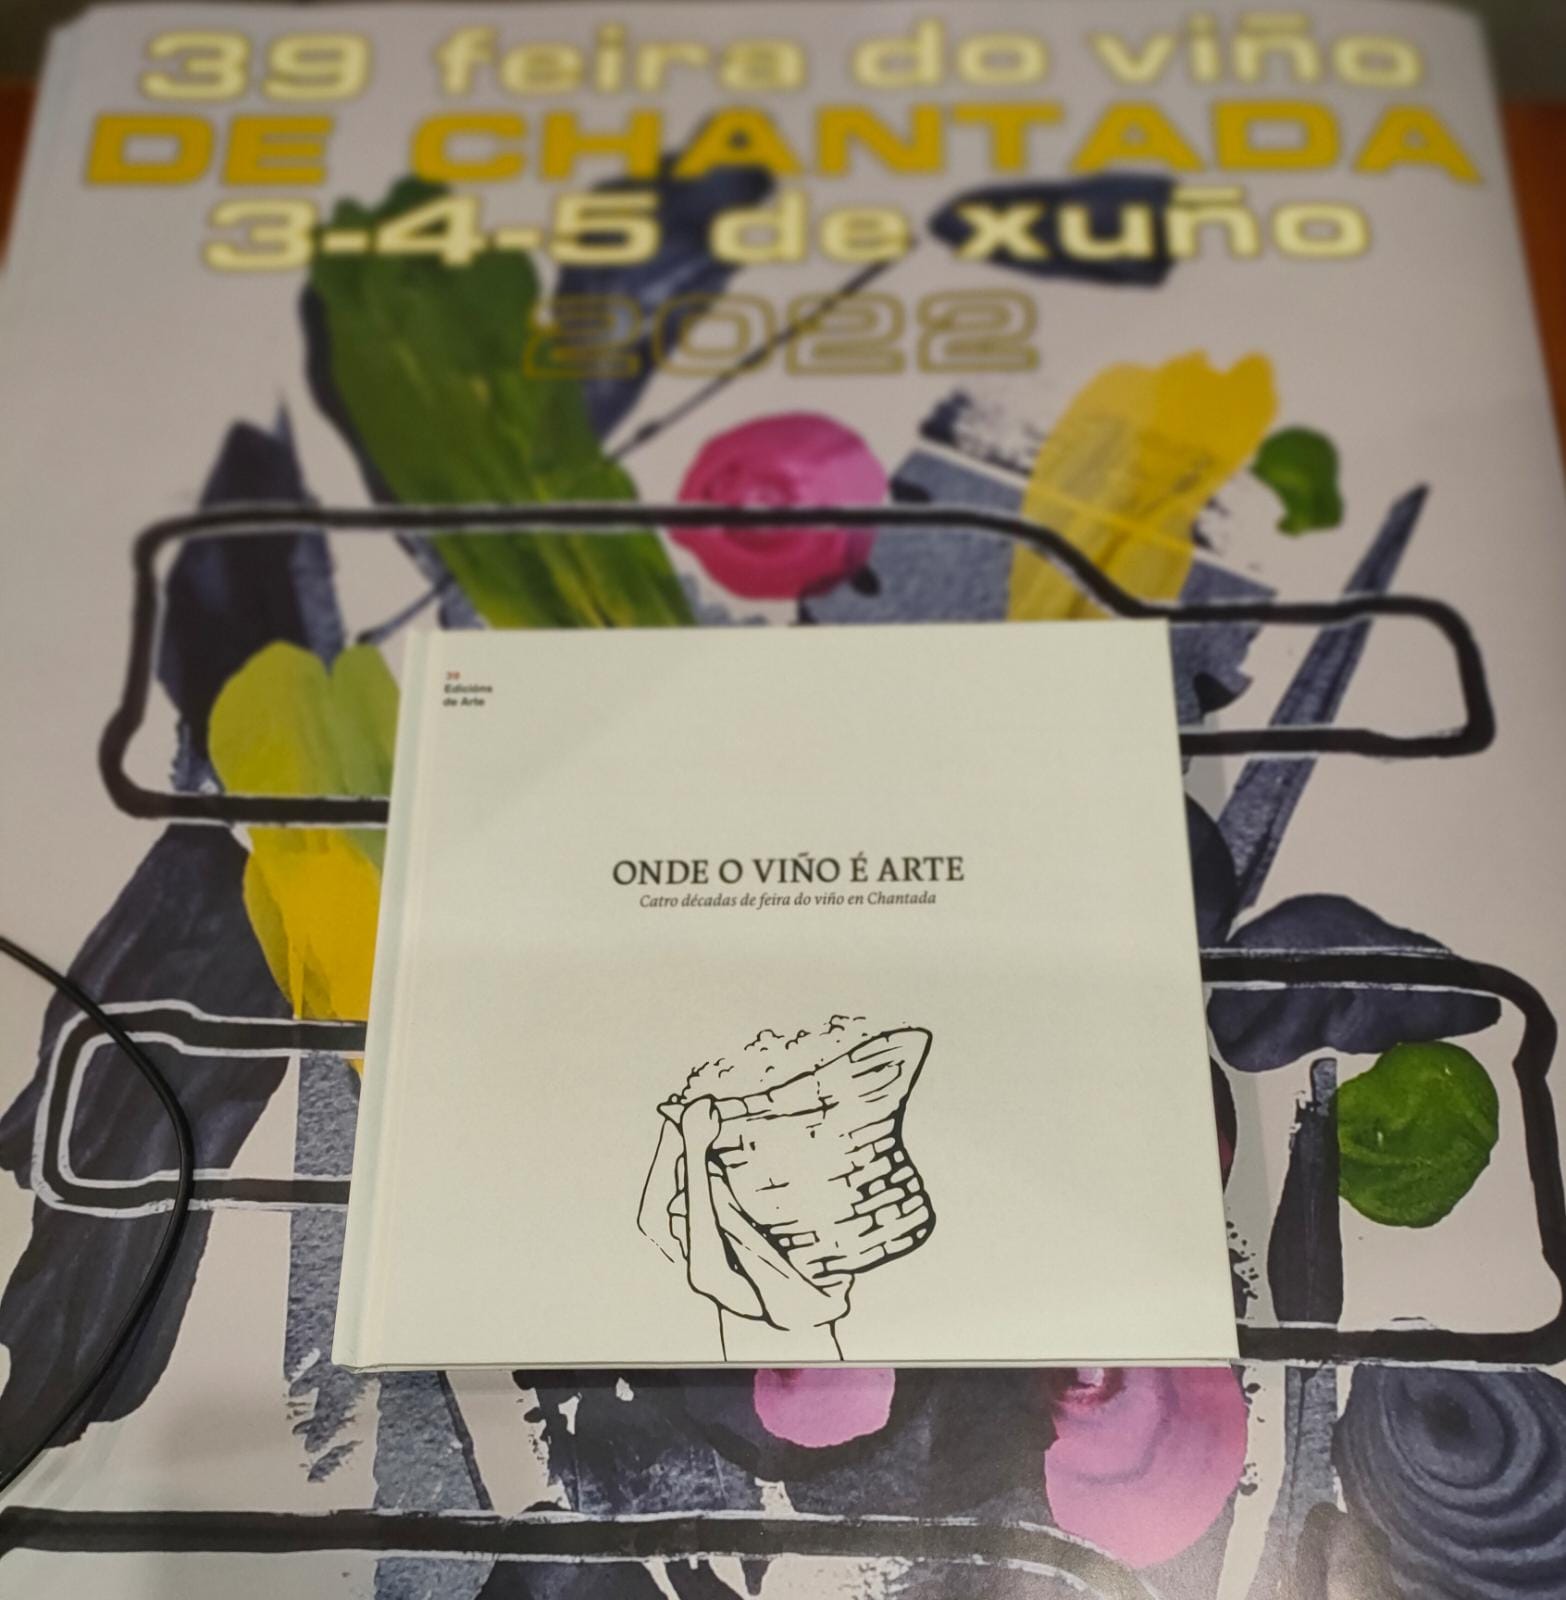 39 feira do viño
DE CHANTADA
3-4-5 de xuño
2022
39
Edicións
de Arte
ONDE O VIÑO É ARTE
Catro décadas de feira do viño en Chantada